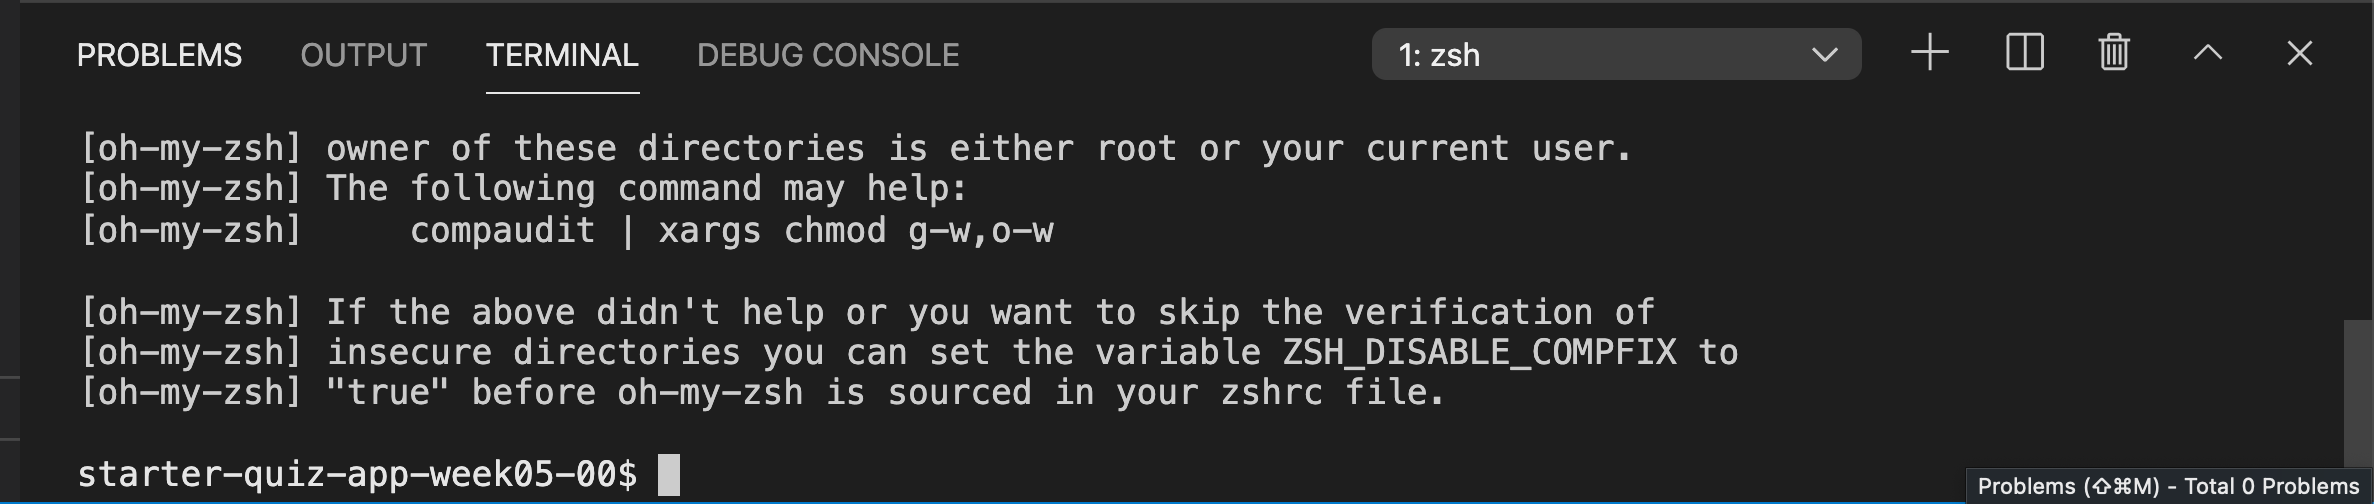 PROBLEMS OUTPUT TERMINAL DEBUG CONSOLE 1: zsh
[oh-my-zsh] owner of these directories is either root or your current user.
[oh-my-zsh] The following command may help:
[oh-my-zsh]     compaudit | xargs chmod g-w,o-w
[oh-my-zsh] If the above didn't help or you want to skip the verification of
[oh-my-zsh] insecure directories you can set the variable ZSH_DISABLE_COMPFIX to
[oh-my-zsh] "true" before oh-my-zsh is sourced in your zshrc file.
starter-quiz-app-week05-00$
Problems (⇧⌘M) - Total 0 Problems